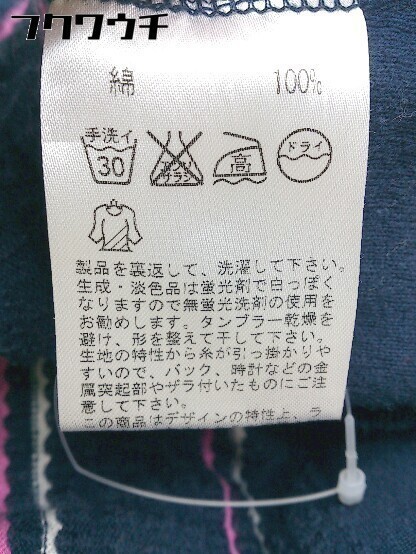 フクウウチ
綿 100%
手洗イ
30
エンソ
サラシ
高
ドライ
製品を裏返して、洗濯して下さい。
生成・淡色品は蛍光剤で白っぽく
なりますので無蛍光洗剤の使用を
お勧めします。タンブラー乾燥を
避け、形を整えて干して下さい。
生地の特性から糸が引っ掛かりや
すいので、バック、時計などの金
属突起部やザラ付いたものにご注
意して下さい。
この商品はデザインの特性上、ラ